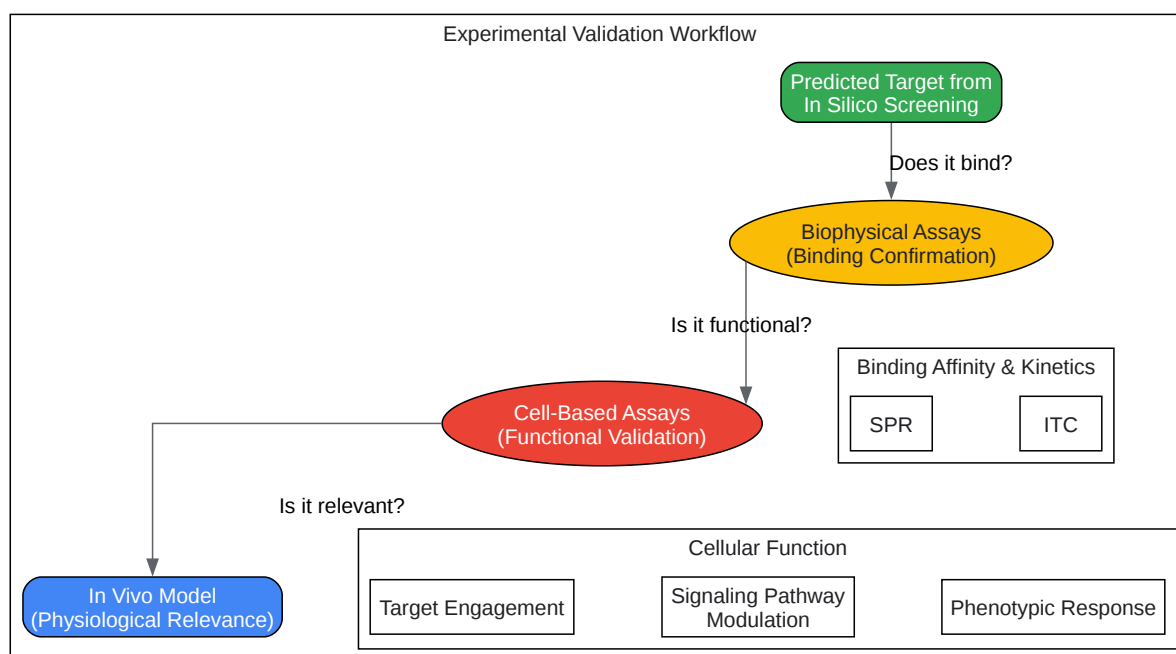 Experimental Validation Workflow
Predicted Target from
In Silico Screening
Does it bind?
Biophysical Assays
(Binding Confirmation)
Is it functional?
Binding Affinity & Kinetics
SPR
ITC
Cell-Based Assays
(Functional Validation)
Is it relevant?
Cellular Function
In Vivo Model
(Physiological Relevance)
Target Engagement
Signaling Pathway
Modulation
Phenotypic Response